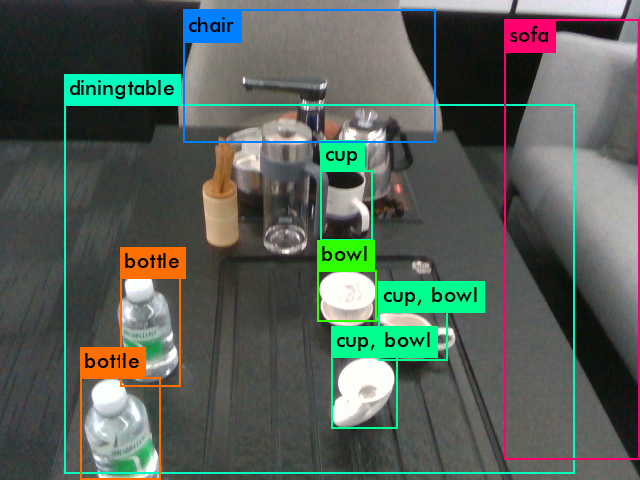 chair
sofa
diningtable
cup
bowl
bottle
cup, bowl
cup, bowl
bottle